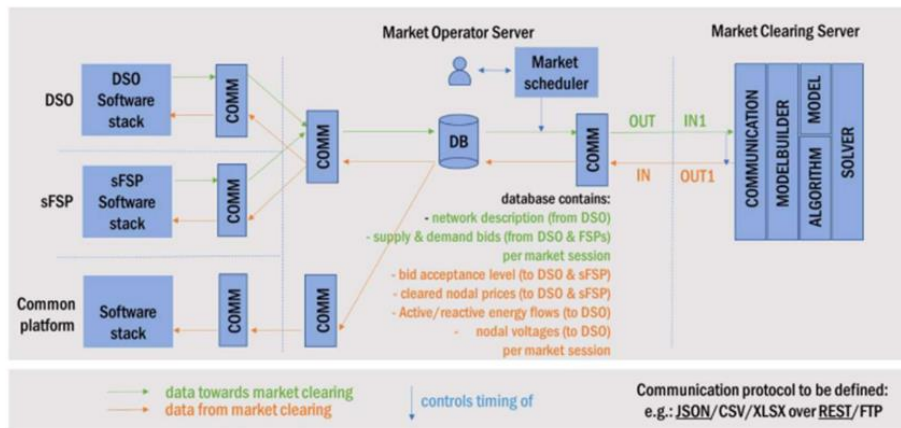 Market Operator Server
Market Clearing Server
DSO
DSO
Software
stack
COMM
COMM
Market
scheduler
DB
COMM
OUT
IN1
IN
OUT1
COMMUNICATION
MODELBUILDER
MODEL
ALGORITHM
SOLVER
sFSP
sFSP
Software
stack
COMM
database contains:
- network description (from DSO)
- supply & demand bids (from DSO & FSPs)
per market session
- bid acceptance level (to DSO & sFSP)
- cleared nodal prices (to DSO & sFSP)
- Active/reactive energy flows (to DSO)
- nodal voltages (to DSO)
per market session
Common
platform
Software
stack
COMM
COMM
data towards market clearing
data from market clearing
controls timing of
Communication protocol to be defined:
e.g.: JSON/CSV/XLSX over REST/FTP